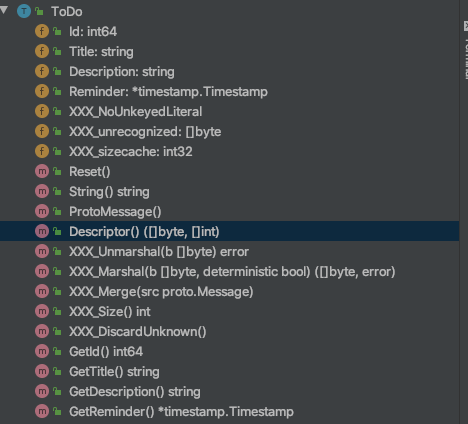 ToDo
Id: int64
Title: string
Description: string
Reminder: *timestamp.Timestamp
XXX_NoUnkeyedLiteral
XXX_unrecognized: []byte
XXX_sizecache: int32
Reset()
String() string
ProtoMessage()
Descriptor() ([]byte, []int)
XXX_Unmarshal(b []byte) error
XXX_Marshal(b []byte, deterministic bool) ([]byte, error)
XXX_Merge(src proto.Message)
XXX_Size() int
XXX_DiscardUnknown()
GetId() int64
GetTitle() string
GetDescription() string
GetReminder() *timestamp.Timestamp